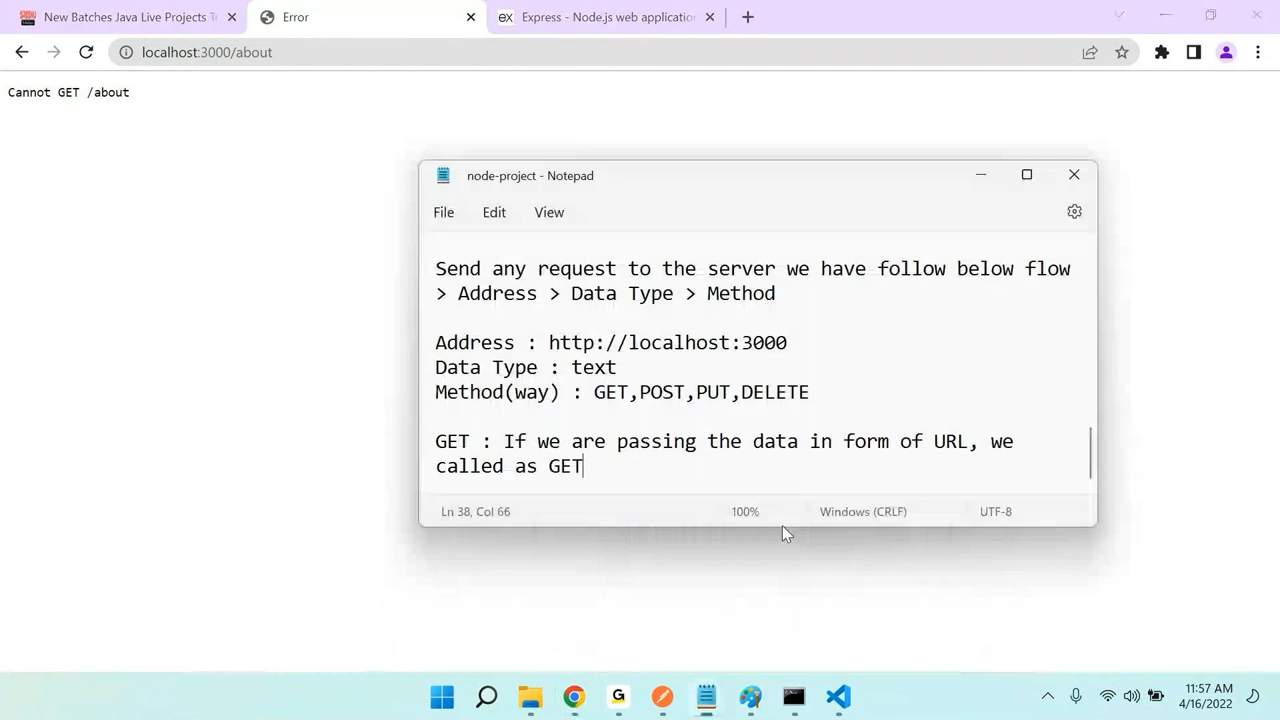 New Batches Java Live Projects T
Error
Express - Node.js web application
localhost:3000/about
Cannot GET /about
node-project - Notepad
File Edit View
Send any request to the server we have follow below flow
> Address > Data Type > Method
Address : http://localhost:3000
Data Type : text
Method(way) : GET,POST,PUT,DELETE
GET : If we are passing the data in form of URL, we
called as GET
Ln 38, Col 66 100% Windows (CRLF) UTF-8
11:57 AM
4/16/2022